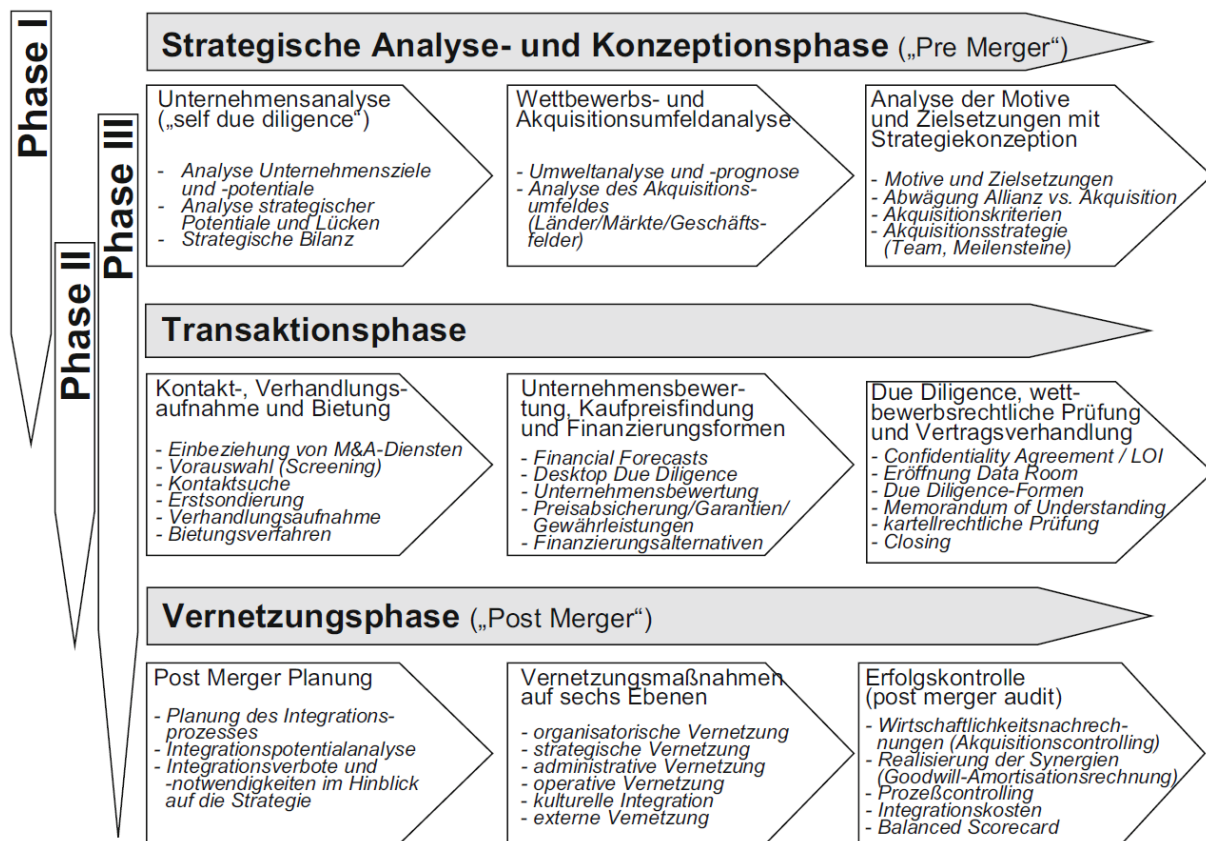 Phase I
Phase II
Phase III
Strategische Analyse- und Konzeptionsphase („Pre Merger“)
Unternehmensanalyse
(„self due diligence“)
- Analyse Unternehmensziele
und -potentiale
- Analyse strategischer
Potentiale und Lücken
- Strategische Bilanz
Wettbewerbs- und
Akquisitionsumfeldanalyse
- Umweltanalyse und -prognose
- Analyse des Akquisitions-
umfeldes
(Länder/Märkte/Geschäfts-
felder)
Analyse der Motive
und Zielsetzungen mit
Strategiekonzeption
- Motive und Zielsetzungen
- Abwägung Allianz vs. Akquisition
- Akquisitionskriterien
- Akquisitionsstrategie
(Team, Meilensteine)
Transaktionsphase
Kontakt-, Verhandlungs-
aufnahme und Bietung
- Einbeziehung von M&A-Diensten
- Vorauswahl (Screening)
- Kontaktsuche
- Erstsondierung
- Verhandlungsaufnahme
- Bietungsverfahren
Unternehmensbewer-
tung, Kaufpreisfindung
und Finanzierungsformen
- Financial Forecasts
- Desktop Due Diligence
- Unternehmensbewertung
- Preisabsicherung/Garantien/
Gewährleistungen
- Finanzierungsalternativen
Due Diligence, wett-
bewerbsrechtliche Prüfung
und Vertragsverhandlung
- Confidentiality Agreement / LOI
- Eröffnung Data Room
- Due Diligence-Formen
- Memorandum of Understanding
- kartellrechtliche Prüfung
- Closing
Vernetzungsphase („Post Merger“)
Post Merger Planung
- Planung des Integrations-
prozesses
- Integrationspotentialanalyse
- Integrationsverbote und
-notwendigkeiten im Hinblick
auf die Strategie
Vernetzungsmaßnahmen
auf sechs Ebenen
- organisatorische Vernetzung
- strategische Vernetzung
- administrative Vernetzung
- operative Vernetzung
- kulturelle Integration
- externe Vernetzung
Erfolgskontrolle
(post merger audit)
- Wirtschaftlichkeitsnachrech-
nungen (Akquisitionscontrolling)
- Realisierung der Synergien
(Goodwill-Amortisationsrechnung)
- Prozeßcontrolling
- Integrationskosten
- Balanced Scorecard